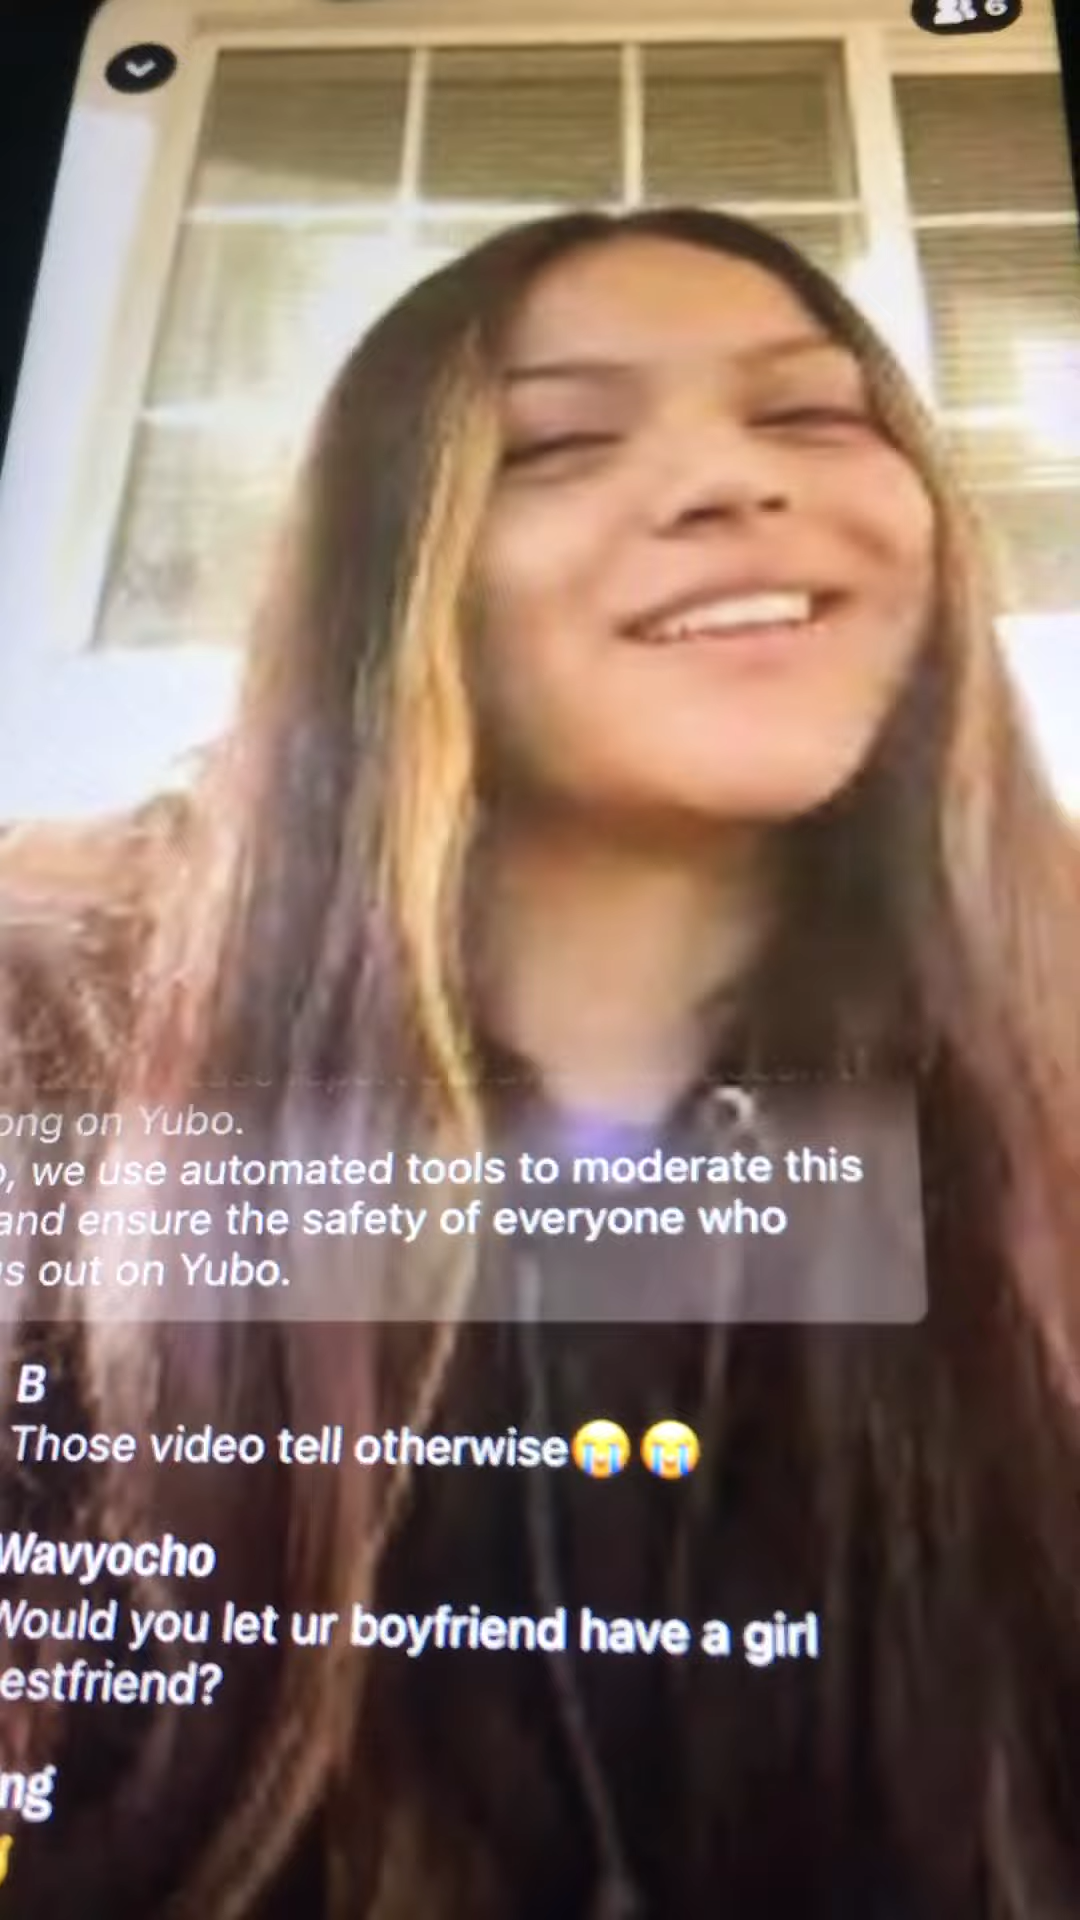 6
ong on Yubo.
, we use automated tools to moderate this
and ensure the safety of everyone who
s out on Yubo.
B
Those video tell otherwise😭😭
Wavyocho
Would you let ur boyfriend have a girl
estfriend?
ng